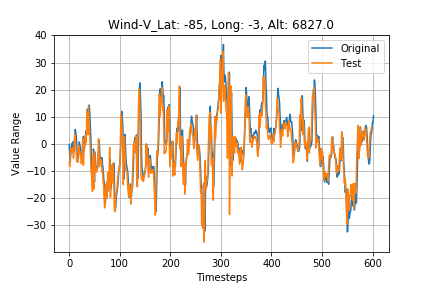 Wind-V_Lat: -85, Long: -3, Alt: 6827.0
Original
Test
Value Range
40
30
20
10
0
−10
−20
−30
0 100 200 300 400 500 600
Timesteps